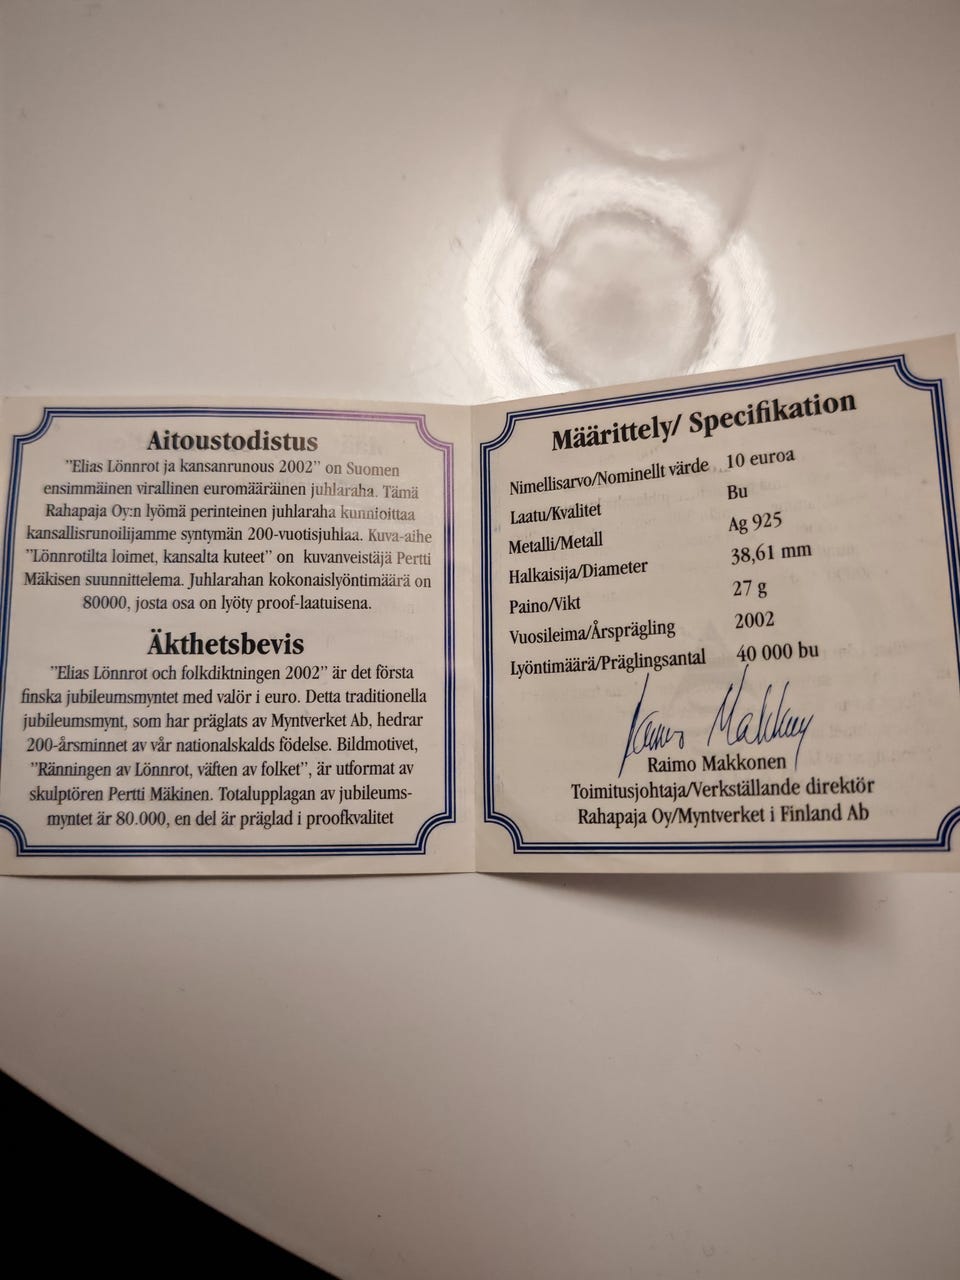 Aitoustodistus
"Elias Lönnrot ja kansanrunous 2002" on Suomen
ensimmäinen virallinen euromääräinen juhlaraha. Tämä
Rahapaja Oy:n lyömä perinteinen juhlaraha kunnioittaa
kansallisrunoilijamme syntymän 200-vuotisjuhlaa. Kuva-aihe
"Lönnrotilta loimet, kansalta kuteet" on kuvanveistäjä Pertti
Mäkisen suunnittelema. Juhlarahan kokonaislyöntimäärä on
80000, josta osa on lyöty proof-laatuisena.
Äkthetsbevis
"Elias Lönnrot och folkdiktningen 2002" är det första
finska jubileumsmyntet med valör i euro. Detta traditionella
jubileumsmynt, som har präglats av Myntverket Ab, hedrar
200-årsminnet av vår nationalskalds födelse. Bildmotivet,
"Ränningen av Lönnrot, väften av folket", är utformat av
skulptören Pertti Mäkinen. Totalupplagan av jubileums-
myntet är 80.000, en del är präglad i proofkvalitet
Määrittely/ Specifikation
Nimellisarvo/Nominellt värde 10 euroa
Laatu/Kvalitet Bu
Metalli/Metall Ag 925
Halkaisija/Diameter 38,61 mm
Paino/Vikt 27 g
Vuosileima/Årsprägling 2002
Lyöntimäärä/Präglingsantal 40 000 bu
Raimo Makkonen
Raimo Makkonen
Toimitusjohtaja/Verkställande direktör
Rahapaja Oy/Myntverket i Finland Ab